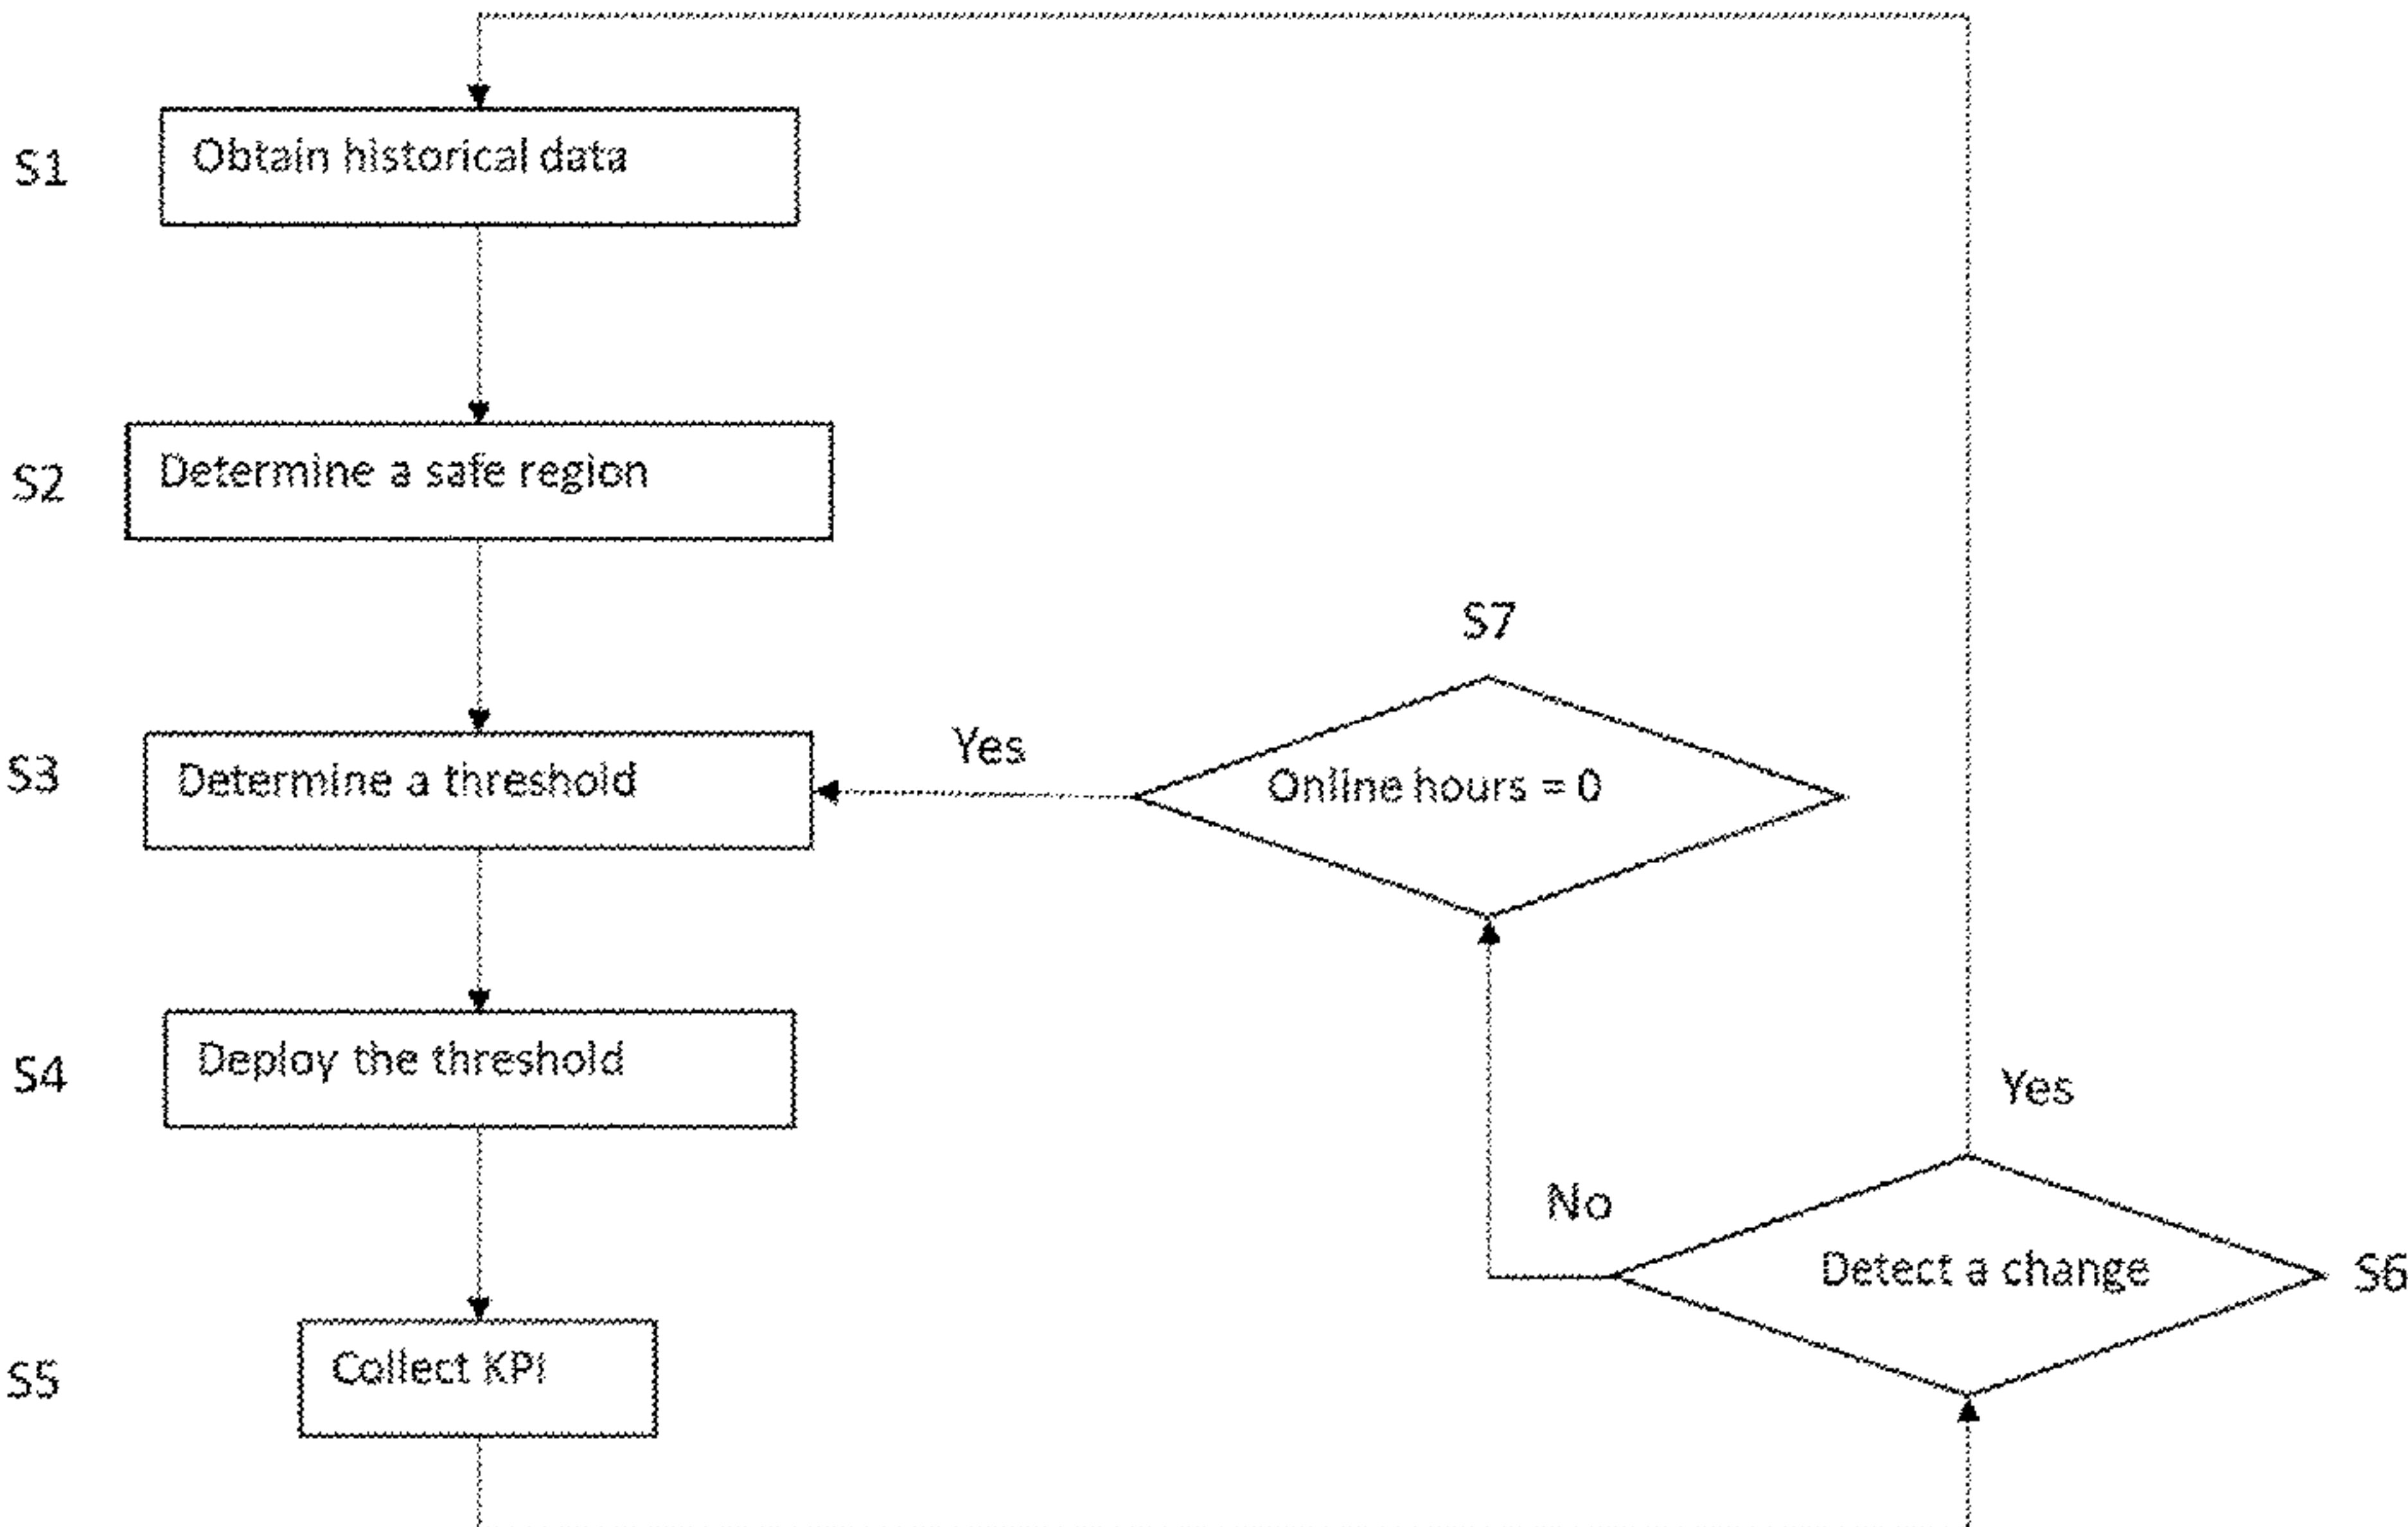 S1
Obtain historical data
S2
Determine a safe region
S7
S3
Determine a threshold
Yes
Online hours = 0
S4
Deploy the threshold
Yes
No
S5
Collect KPI
Detect a change
S6